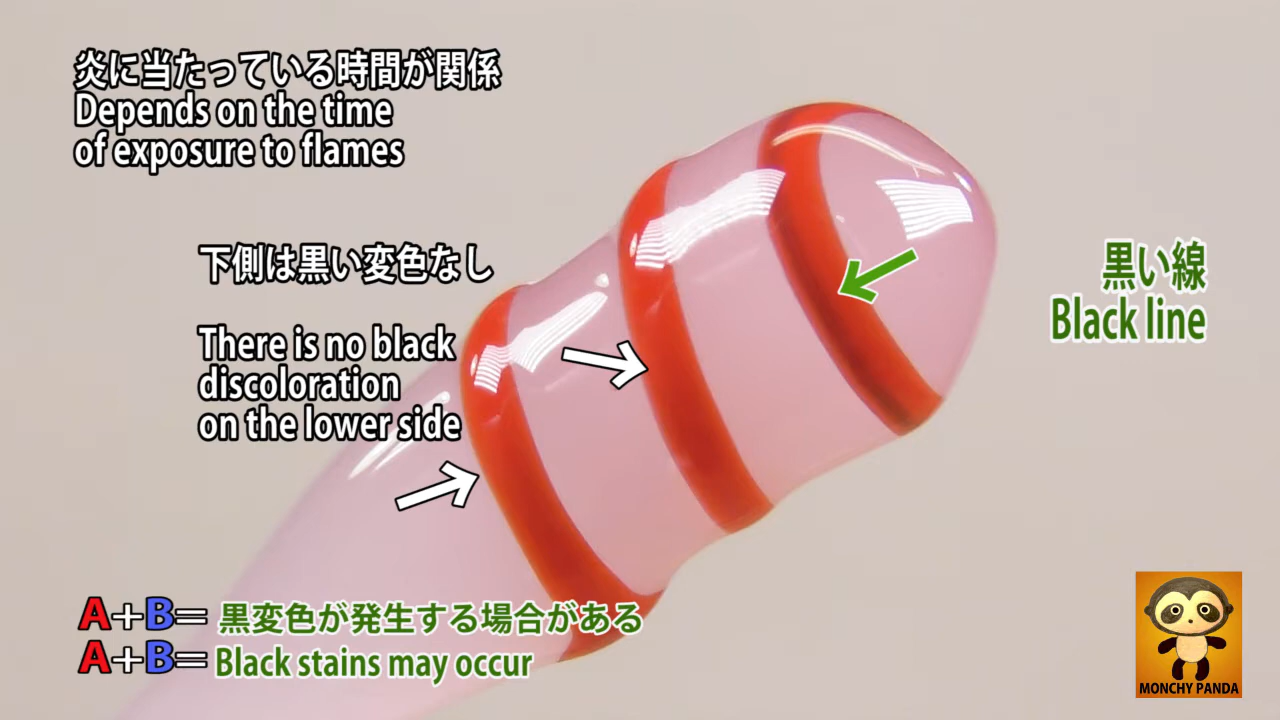 炎に当たっている時間が関係
Depends on the time
of exposure to flames
下側は黒い変色なし
There is no black
discoloration
on the lower side
黒い線
Black line
A+B= 黒変色が発生する場合がある
A+B= Black stains may occur
MONCHY PANDA